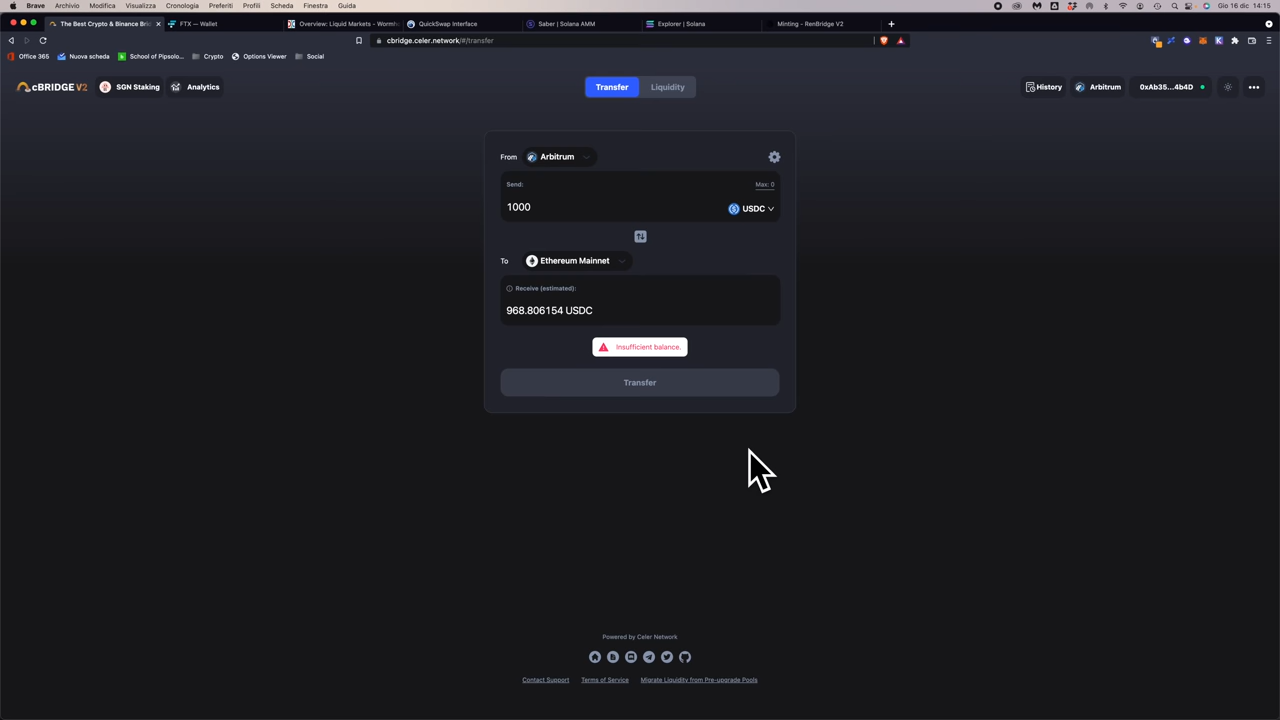 Brave Archivio Modifica Visualizza Cronologia Preferiti Profili Scheda Finestra Guida Gio 16 dic 14:15
The Best Crypto & Binance Bri FTX — Wallet Overview: Liquid Markets - Wormh QuickSwap Interface Saber | Solana AMM Explorer | Solana Minting - RenBridge V2
cbridge.celer.network/#/transfer
Office 365 Nuova scheda School of Pipsolo... Crypto Options Viewer Social
cBRIDGE V2 SGN Staking Analytics Transfer Liquidity History Arbitrum 0xAb35...4b4D
From Arbitrum
Send: Max: 0
1000 USDC
To Ethereum Mainnet
Receive (estimated):
968.806154 USDC
Insufficient balance.
Transfer
Powered by Celer Network
Contact Support Terms of Service Migrate Liquidity from Pre-upgrade Pools